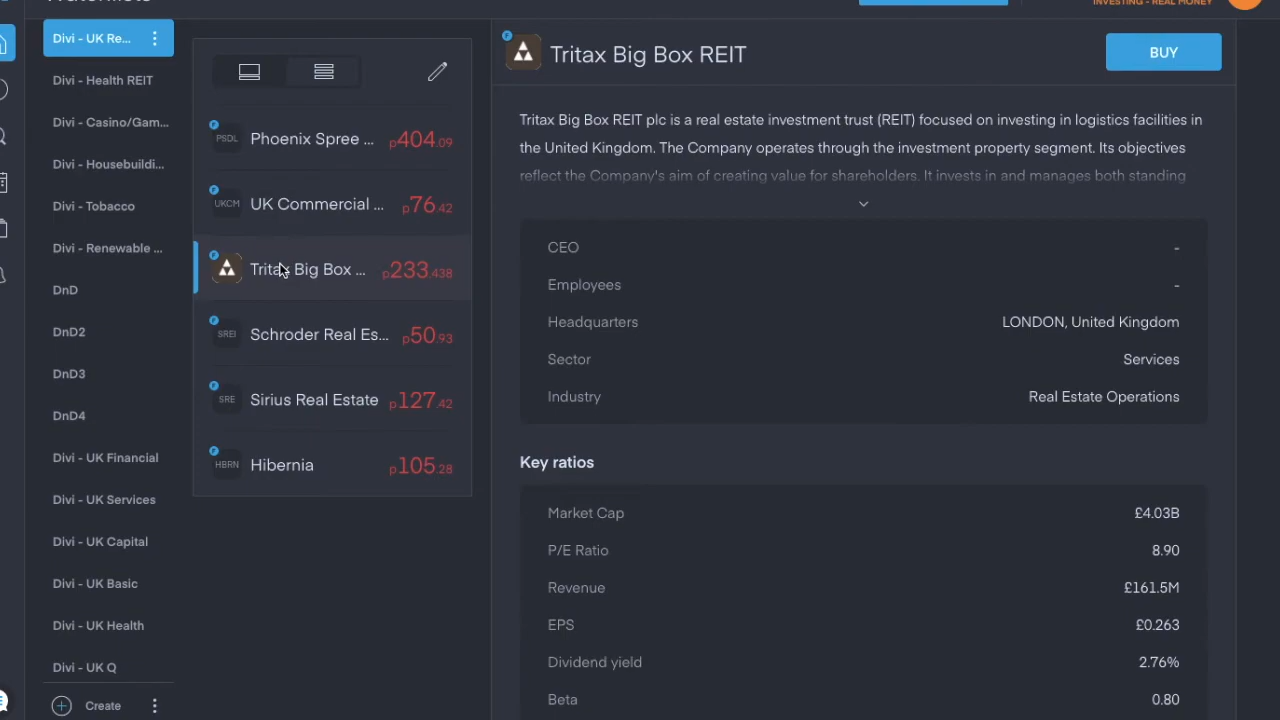 Watchlists
INVESTING - REAL MONEY
Divi - UK Re...
Divi - Health REIT
Divi - Casino/Gam...
Divi - Housebuildi...
Divi - Tobacco
Divi - Renewable ...
DnD
DnD2
DnD3
DnD4
Divi - UK Financial
Divi - UK Services
Divi - UK Capital
Divi - UK Basic
Divi - UK Health
Divi - UK Q
Create
F
PSDL
Phoenix Spree ...
p404.09
F
UKCM
UK Commercial ...
p76.42
F
Tritax Big Box ...
p233.438
F
SREI
Schroder Real Es...
p50.93
F
SRE
Sirius Real Estate
p127.42
F
HBRN
Hibernia
p105.28
F
Tritax Big Box REIT
BUY
Tritax Big Box REIT plc is a real estate investment trust (REIT) focused on investing in logistics facilities in
the United Kingdom. The Company operates through the investment property segment. Its objectives
reflect the Company's aim of creating value for shareholders. It invests in and manages both standing
CEO -
Employees -
Headquarters LONDON, United Kingdom
Sector Services
Industry Real Estate Operations
Key ratios
Market Cap £4.03B
P/E Ratio 8.90
Revenue £161.5M
EPS £0.263
Dividend yield 2.76%
Beta 0.80